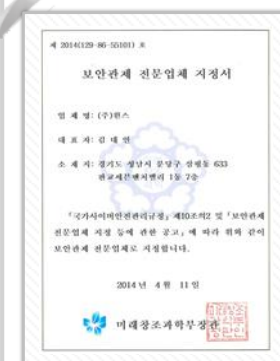 제 2014(129-86-55101) 호
보안관제 전문업체 지정서
업 체 명: (주)윈스
대 표 자: 김 대 연
소 재 지: 경기도 성남시 분당구 삼평동 633
판교세븐벤처밸리 1동 7층
「국가사이버안전관리규정」 제10조의2 및 「보안관제
전문업체 지정 등에 관한 공고」에 따라 위와 같이
보안관제 전문업체로 지정합니다.
2014 년 4월 11일
미래창조과학부장관